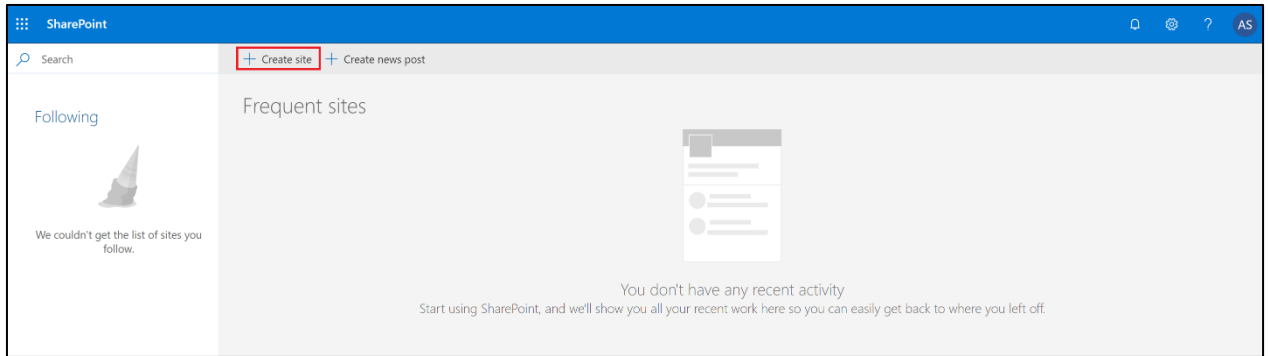 SharePoint
? AS
Search
+ Create site + Create news post
Following
Frequent sites
We couldn't get the list of sites you
follow.
You don't have any recent activity
Start using SharePoint, and we'll show you all your recent work here so you can easily get back to where you left off.